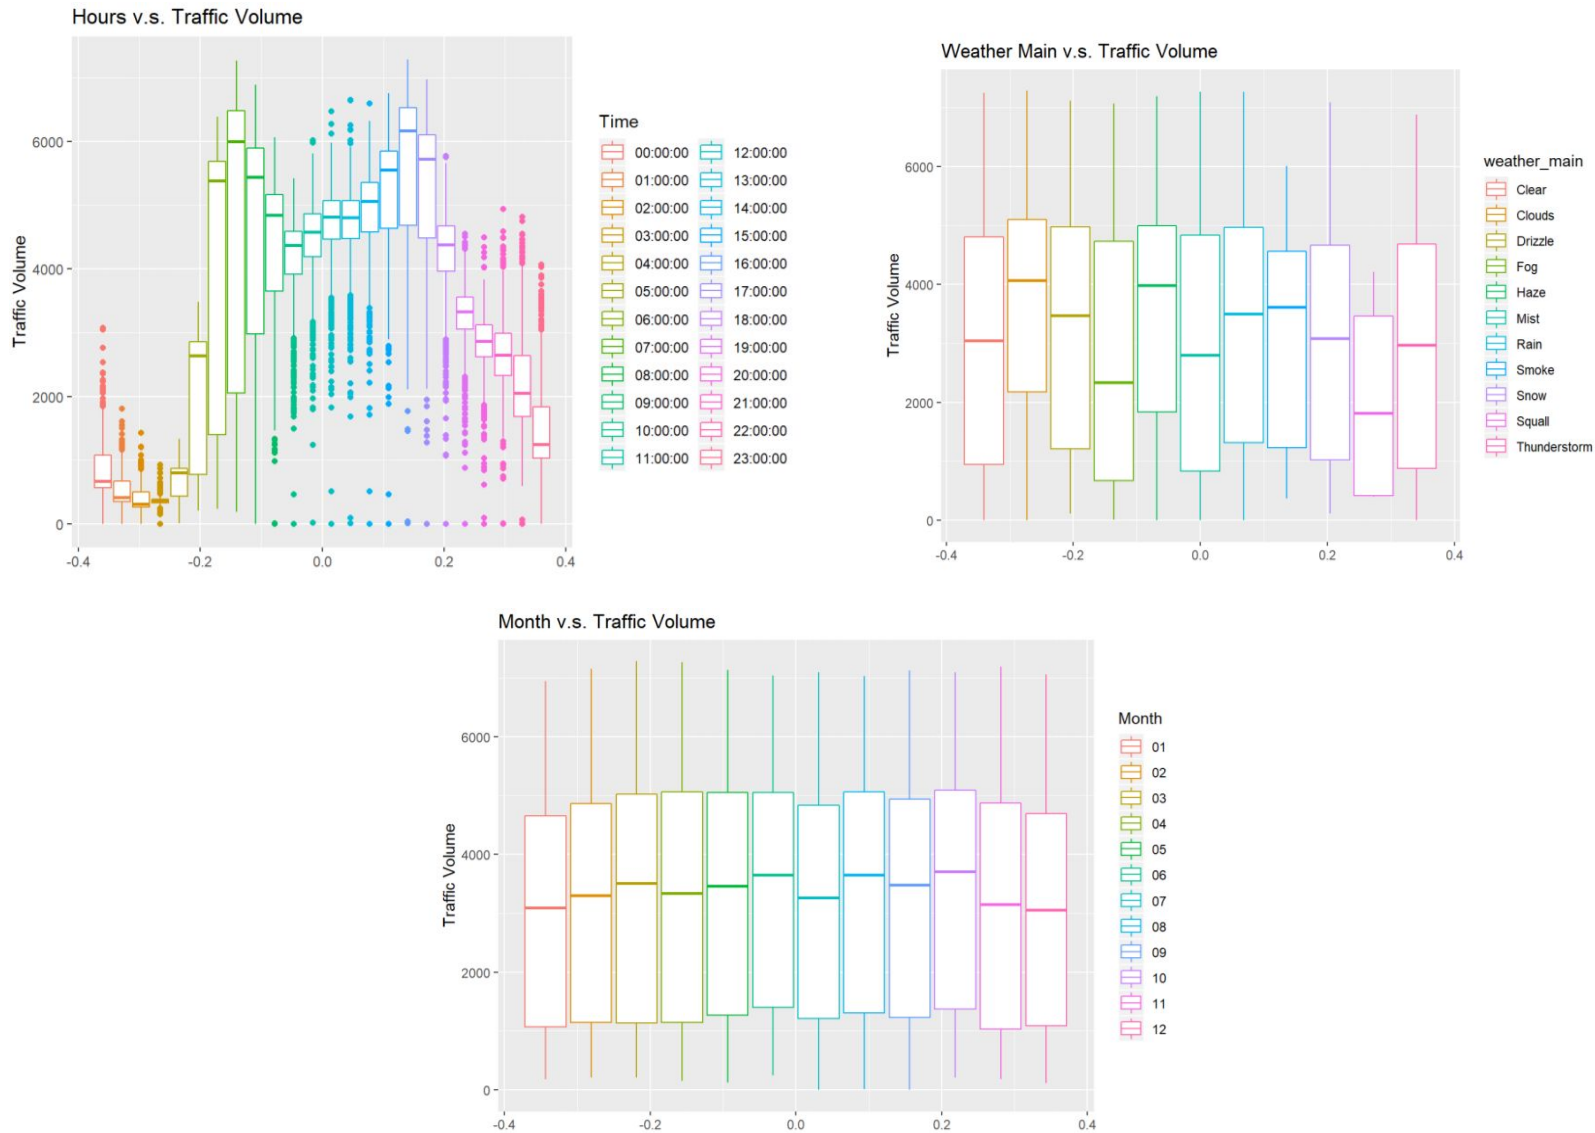 Hours v.s. Traffic Volume
Traffic Volume
6000
4000
2000
0
-0.4 -0.2 0.0 0.2 0.4
Time
00:00:00 12:00:00
01:00:00 13:00:00
02:00:00 14:00:00
03:00:00 15:00:00
04:00:00 16:00:00
05:00:00 17:00:00
06:00:00 18:00:00
07:00:00 19:00:00
08:00:00 20:00:00
09:00:00 21:00:00
10:00:00 22:00:00
11:00:00 23:00:00
Weather Main v.s. Traffic Volume
Traffic Volume
6000
4000
2000
0
-0.4 -0.2 0.0 0.2 0.4
weather_main
Clear
Clouds
Drizzle
Fog
Haze
Mist
Rain
Smoke
Snow
Squall
Thunderstorm
Month v.s. Traffic Volume
Traffic Volume
6000
4000
2000
0
-0.4 -0.2 0.0 0.2 0.4
Month
01
02
03
04
05
06
07
08
09
10
11
12